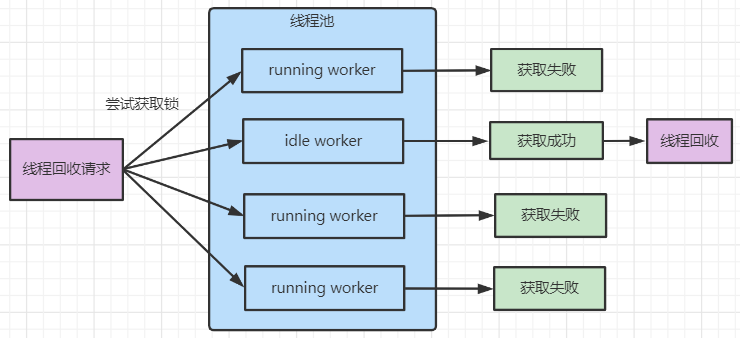 线程池
running worker
获取失败
尝试获取锁
idle worker
获取成功
线程回收
线程回收请求
running worker
获取失败
running worker
获取失败